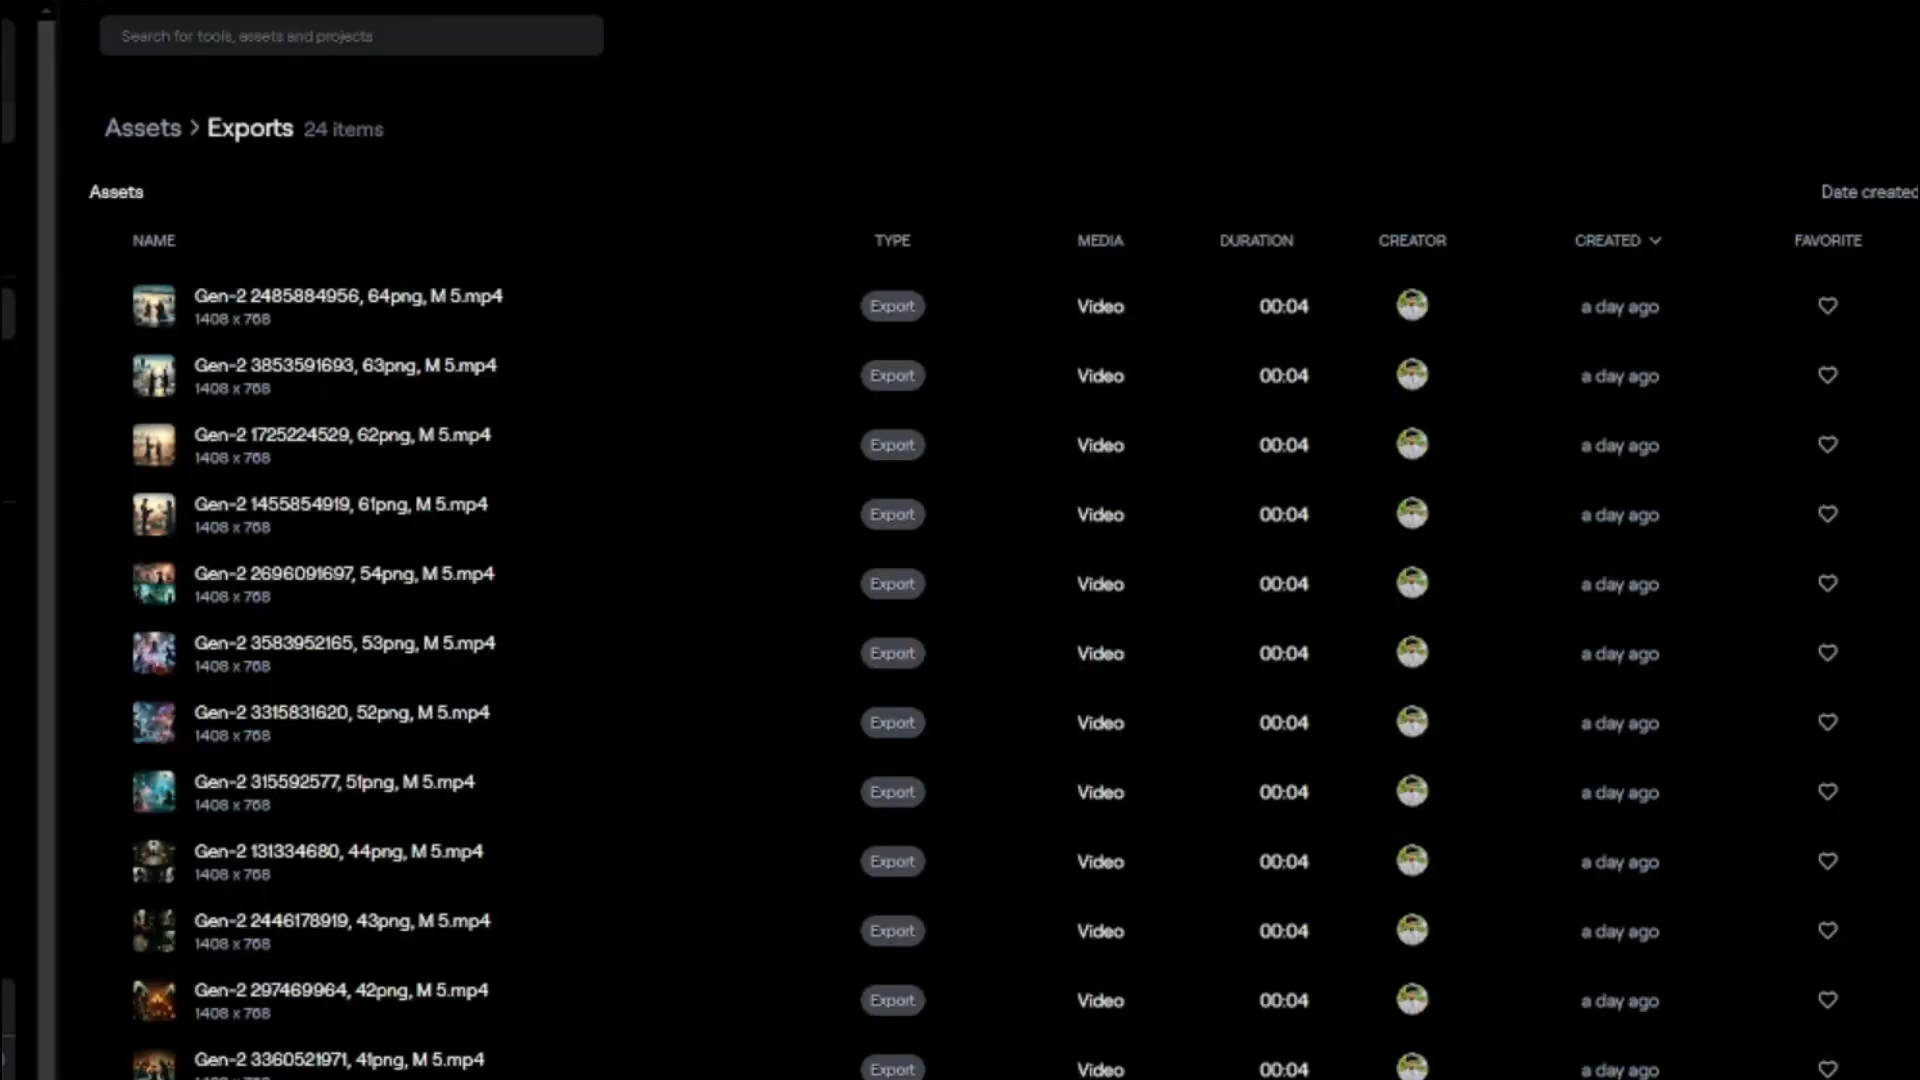 Search for tools, assets and projects
Assets > Exports 24 items
Assets
Date created
NAME TYPE MEDIA DURATION CREATOR CREATED FAVORITE
Gen-2 2485884956, 64png, M 5.mp4
1408 x 768
Export Video 00:04 a day ago
Gen-2 3853591693, 63png, M 5.mp4
1408 x 768
Export Video 00:04 a day ago
Gen-2 1725224529, 62png, M 5.mp4
1408 x 768
Export Video 00:04 a day ago
Gen-2 1455854919, 61png, M 5.mp4
1408 x 768
Export Video 00:04 a day ago
Gen-2 2696091697, 54png, M 5.mp4
1408 x 768
Export Video 00:04 a day ago
Gen-2 3583952165, 53png, M 5.mp4
1408 x 768
Export Video 00:04 a day ago
Gen-2 3315831620, 52png, M 5.mp4
1408 x 768
Export Video 00:04 a day ago
Gen-2 315592577, 51png, M 5.mp4
1408 x 768
Export Video 00:04 a day ago
Gen-2 131334680, 44png, M 5.mp4
1408 x 768
Export Video 00:04 a day ago
Gen-2 2446178919, 43png, M 5.mp4
1408 x 768
Export Video 00:04 a day ago
Gen-2 297469964, 42png, M 5.mp4
1408 x 768
Export Video 00:04 a day ago
Gen-2 3360521971, 41png, M 5.mp4
Export Video 00:04 a day ago